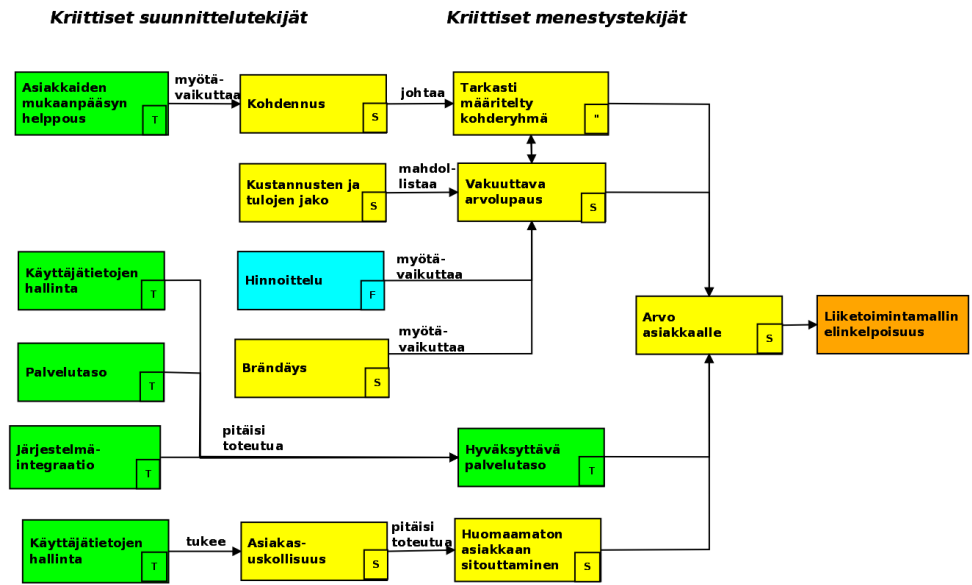 Kriittiset suunnittelutekijät
Kriittiset menestystekijät
Asiakkaiden
mukaanpääsyn
helppous
T
myötä-
vaikuttaa
Kohdennus
S
johtaa
Tarkasti
määritelty
kohderyhmä
"
Kustannusten ja
tulojen jako
S
mahdol-
listaa
Vakuuttava
arvolupaus
S
Käyttäjätietojen
hallinta
T
Hinnoittelu
F
myötä-
vaikuttaa
Arvo
asiakkaalle
S
Liiketoimintamallin
elinkelpoisuus
Palvelutaso
T
Brändäys
S
myötä-
vaikuttaa
Järjestelmä-
integraatio
T
pitäisi
toteutua
Hyväksyttävä
palvelutaso
T
Käyttäjätietojen
hallinta
T
tukee
Asiakas-
uskollisuus
S
pitäisi
toteutua
Huomaamaton
asiakkaan
sitouttaminen
S